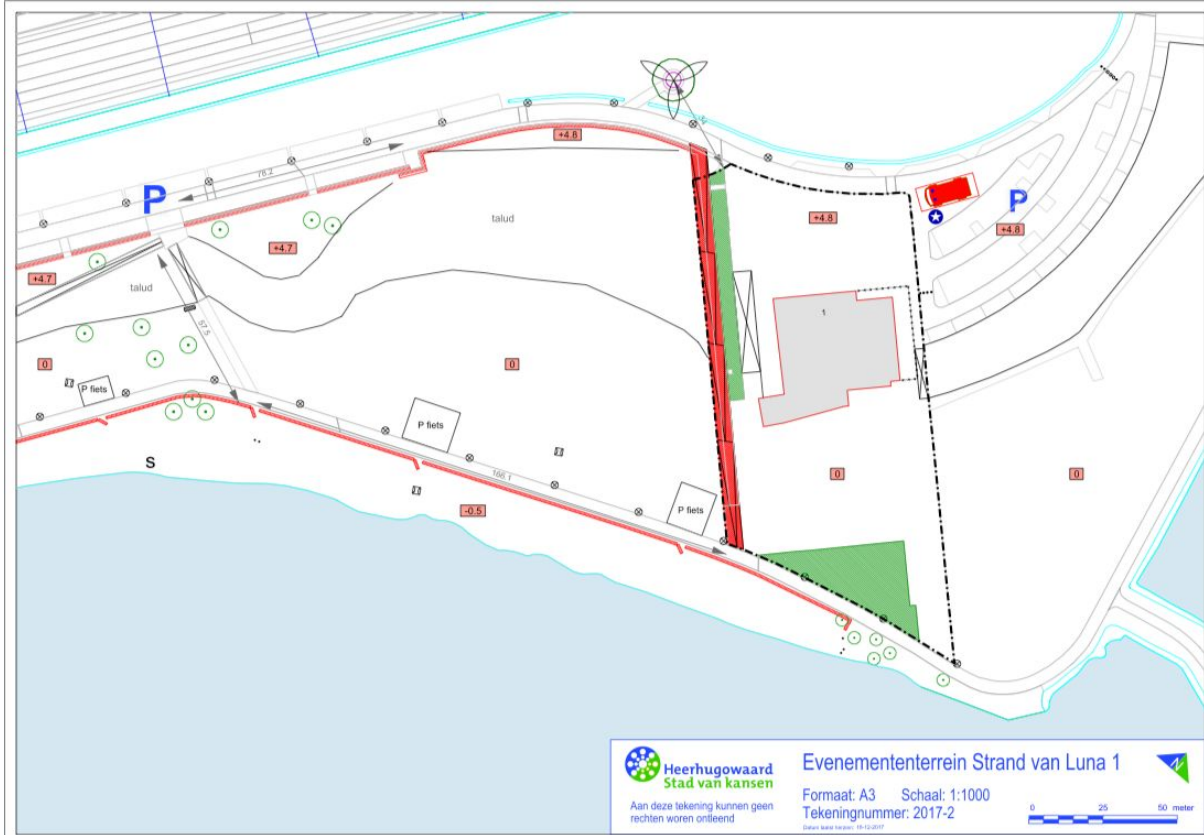 +4.8
78.2
P
talud
+4.8
P
+4.8
+4.7
+4.7
talud
57.5
1
0
0
P fiets
P fiets
S
166.1
0
0
-0.5
P fiets
Heerhugowaard
Stad van kansen
Aan deze tekening kunnen geen
rechten woren ontleend
Evenemententerrein Strand van Luna 1
Formaat: A3 Schaal: 1:1000
Tekeningnummer: 2017-2
N
0 25 50 meter